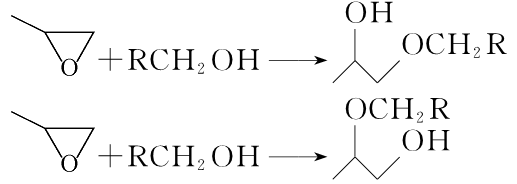 OH
OCH₂R
O + RCH₂OH ⟶
OCH₂R
OH
O + RCH₂OH ⟶